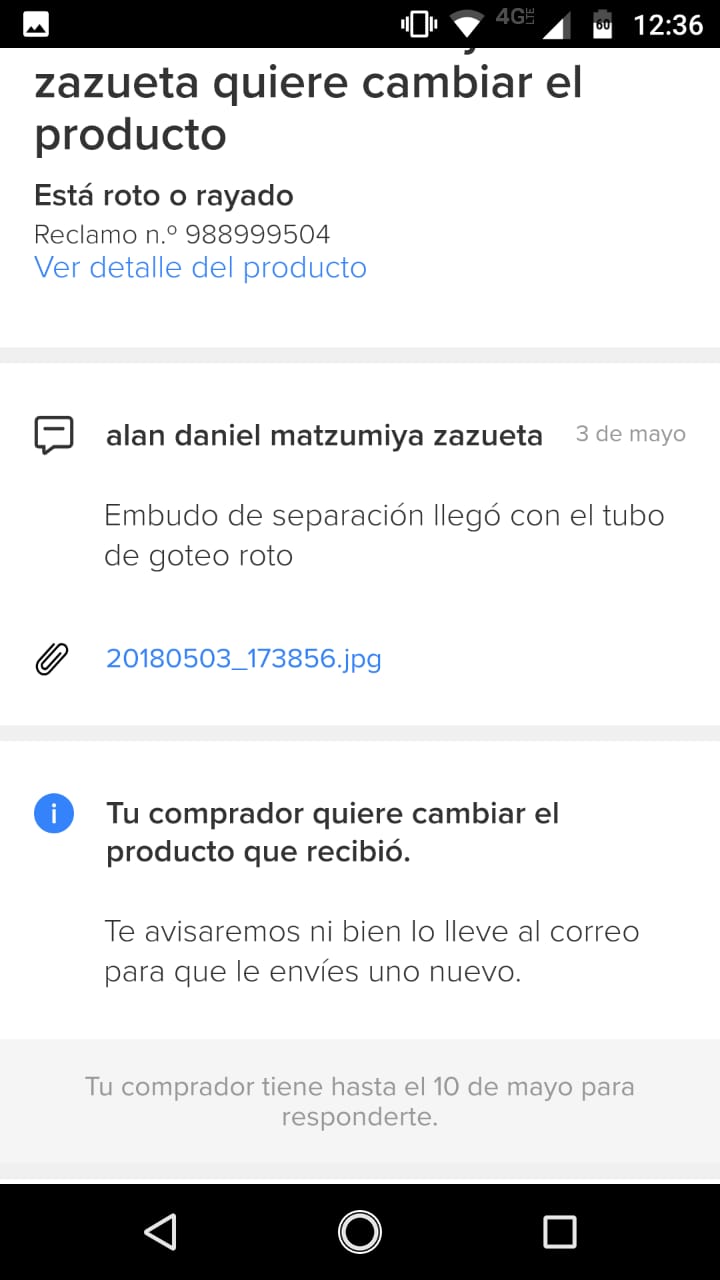 4G LTE 60 12:36
zazueta quiere cambiar el
producto
Está roto o rayado
Reclamo n.º 988999504
Ver detalle del producto
alan daniel matzumiya zazueta 3 de mayo
Embudo de separación llegó con el tubo
de goteo roto
20180503_173856.jpg
Tu comprador quiere cambiar el
producto que recibió.
Te avisaremos ni bien lo lleve al correo
para que le envíes uno nuevo.
Tu comprador tiene hasta el 10 de mayo para
responderte.